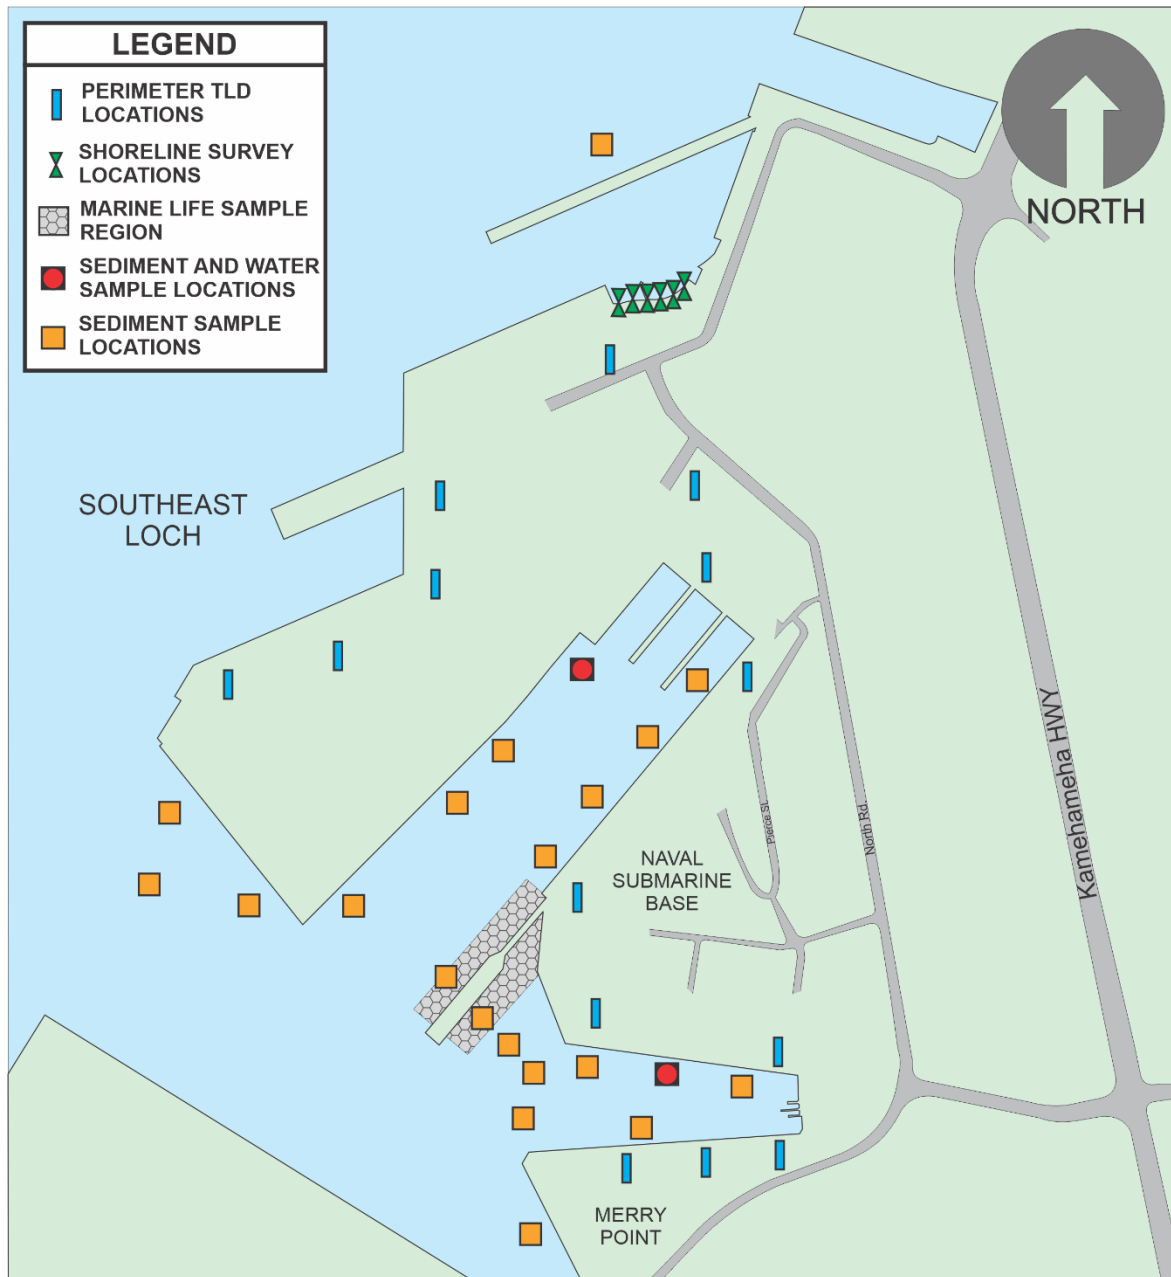 LEGEND
PERIMETER TLD
LOCATIONS
SHORELINE SURVEY
LOCATIONS
MARINE LIFE SAMPLE
REGION
SEDIMENT AND WATER
SAMPLE LOCATIONS
SEDIMENT SAMPLE
LOCATIONS
NORTH
SOUTHEAST
LOCH
Kamehameha HWY
Pierce St.
North Rd.
NAVAL
SUBMARINE
BASE
MERRY
POINT